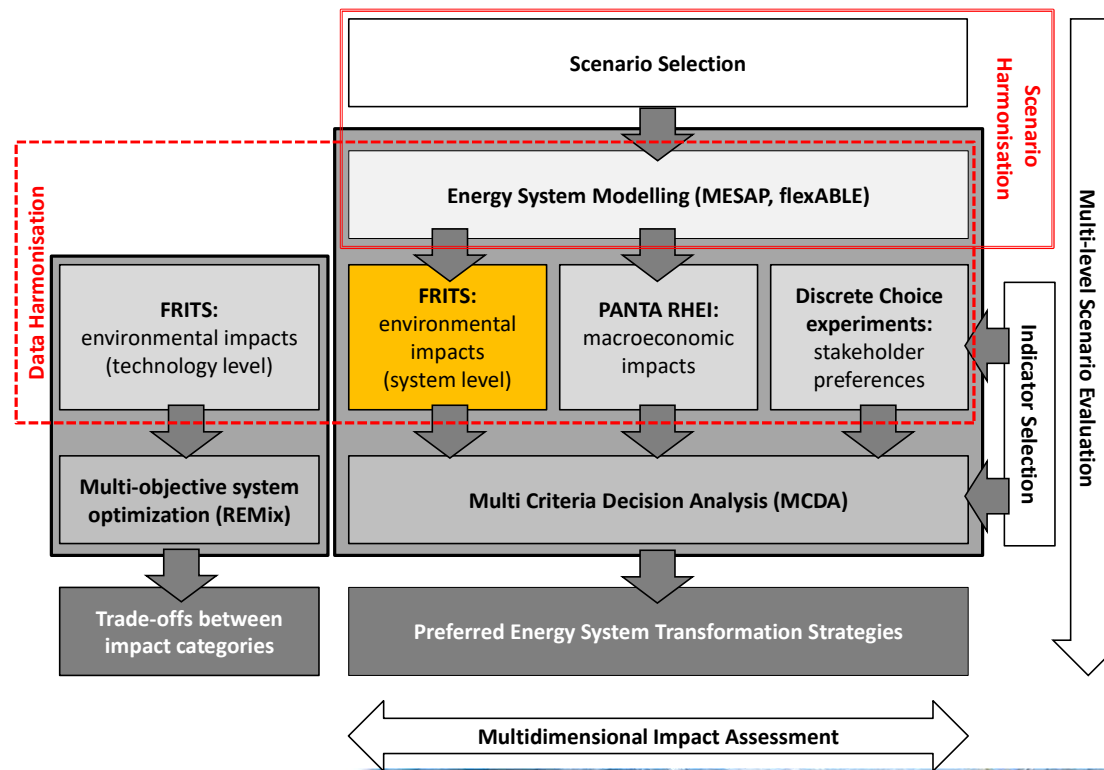 Scenario Selection
Scenario
Harmonisation
Energy System Modelling (MESAP, flexABLE)
Data Harmonisation
FRITS:
environmental impacts
(technology level)
FRITS:
environmental
impacts
(system level)
PANTA RHEI:
macroeconomic
impacts
Discrete Choice
experiments:
stakeholder
preferences
Indicator Selection
Multi-level Scenario Evaluation
Multi-objective system
optimization (REMix)
Multi Criteria Decision Analysis (MCDA)
Trade-offs between
impact categories
Preferred Energy System Transformation Strategies
Multidimensional Impact Assessment